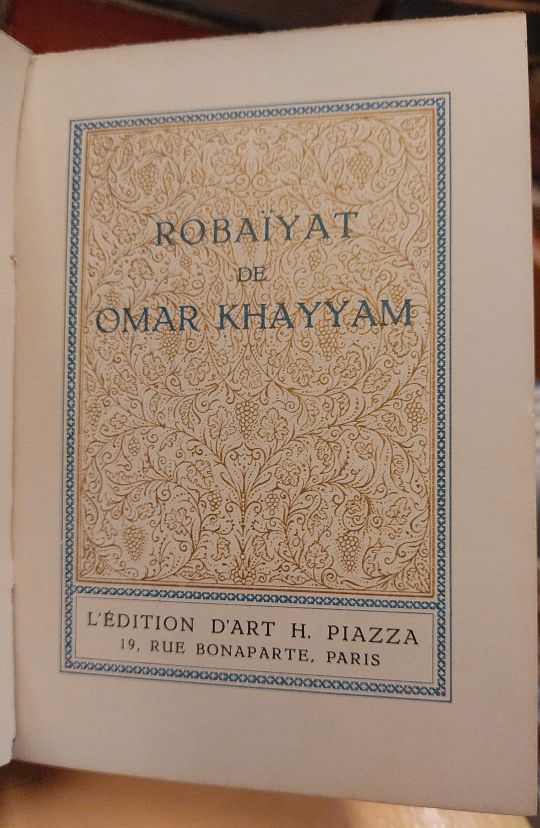 ROBAÏYAT
DE
OMAR KHAYYAM
L'ÉDITION D'ART H. PIAZZA
19, RUE BONAPARTE, PARIS